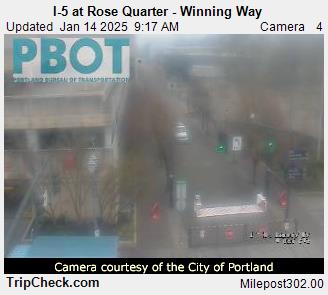 I-5 at Rose Quarter - Winning Way
Updated Jan 14 2025 9:17 AM Camera 4
PBOT
PORTLAND BUREAU OF TRANSPORTATION
Camera courtesy of the City of Portland
TripCheck.com Milepost302.00